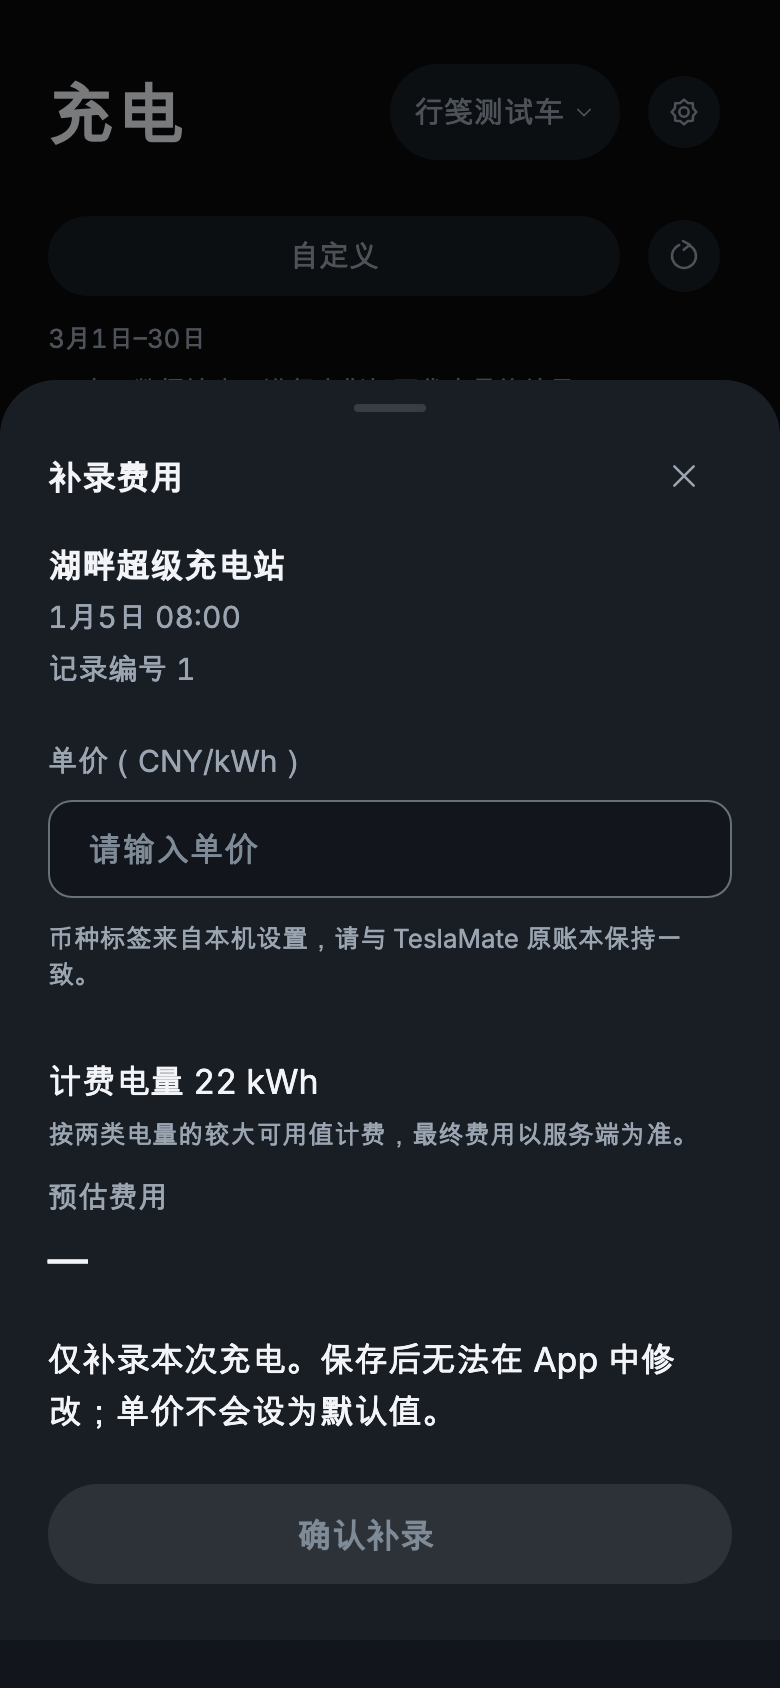 充电
行笺测试车
自定义
3月1日–30日
补录费用
湖畔超级充电站
1月5日 08:00
记录编号 1
单价（CNY/kWh）
请输入单价
币种标签来自本机设置，请与 TeslaMate 原账本保持一
致。
计费电量 22 kWh
按两类电量的较大可用值计费，最终费用以服务端为准。
预估费用
—
仅补录本次充电。保存后无法在 App 中修
改；单价不会设为默认值。
确认补录